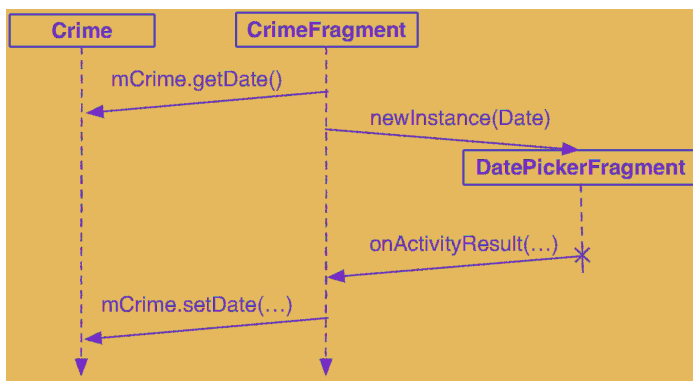 Crime
CrimeFragment
mCrime.getDate()
newInstance(Date)
DatePickerFragment
onActivityResult(…)
mCrime.setDate(…)